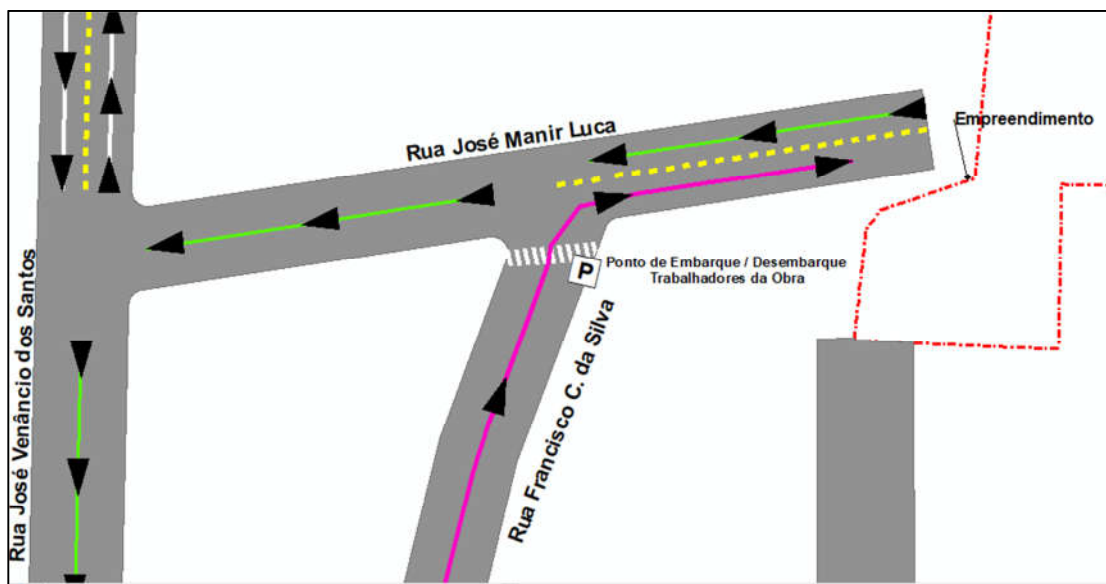 Rua José Manir Luca
Empreendimento
P
Ponto de Embarque / Desembarque
Trabalhadores da Obra
Rua José Venâncio dos Santos
Rua Francisco C. da Silva